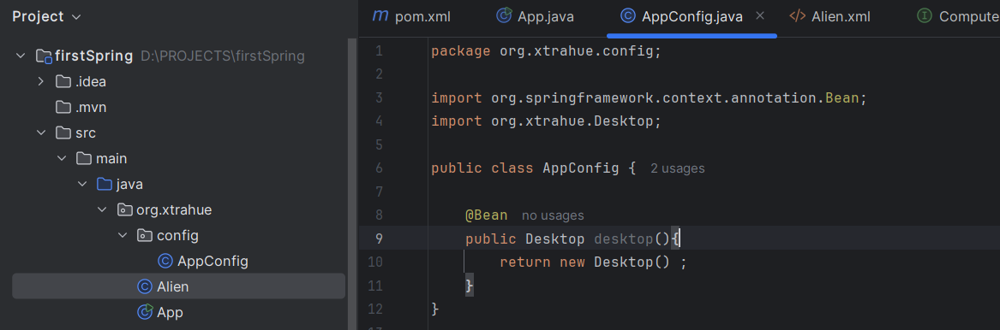 Project
firstSpring D:\PROJECTS\firstSpring
.idea
.mvn
src
main
java
org.xtrahue
config
AppConfig
Alien
App
pom.xml App.java AppConfig.java Alien.xml Compute
1 package org.xtrahue.config;
2
3 import org.springframework.context.annotation.Bean;
4 import org.xtrahue.Desktop;
5
6 public class AppConfig { 2 usages
7
8 @Bean no usages
9 public Desktop desktop(){
10 return new Desktop() ;
11 }
12 }